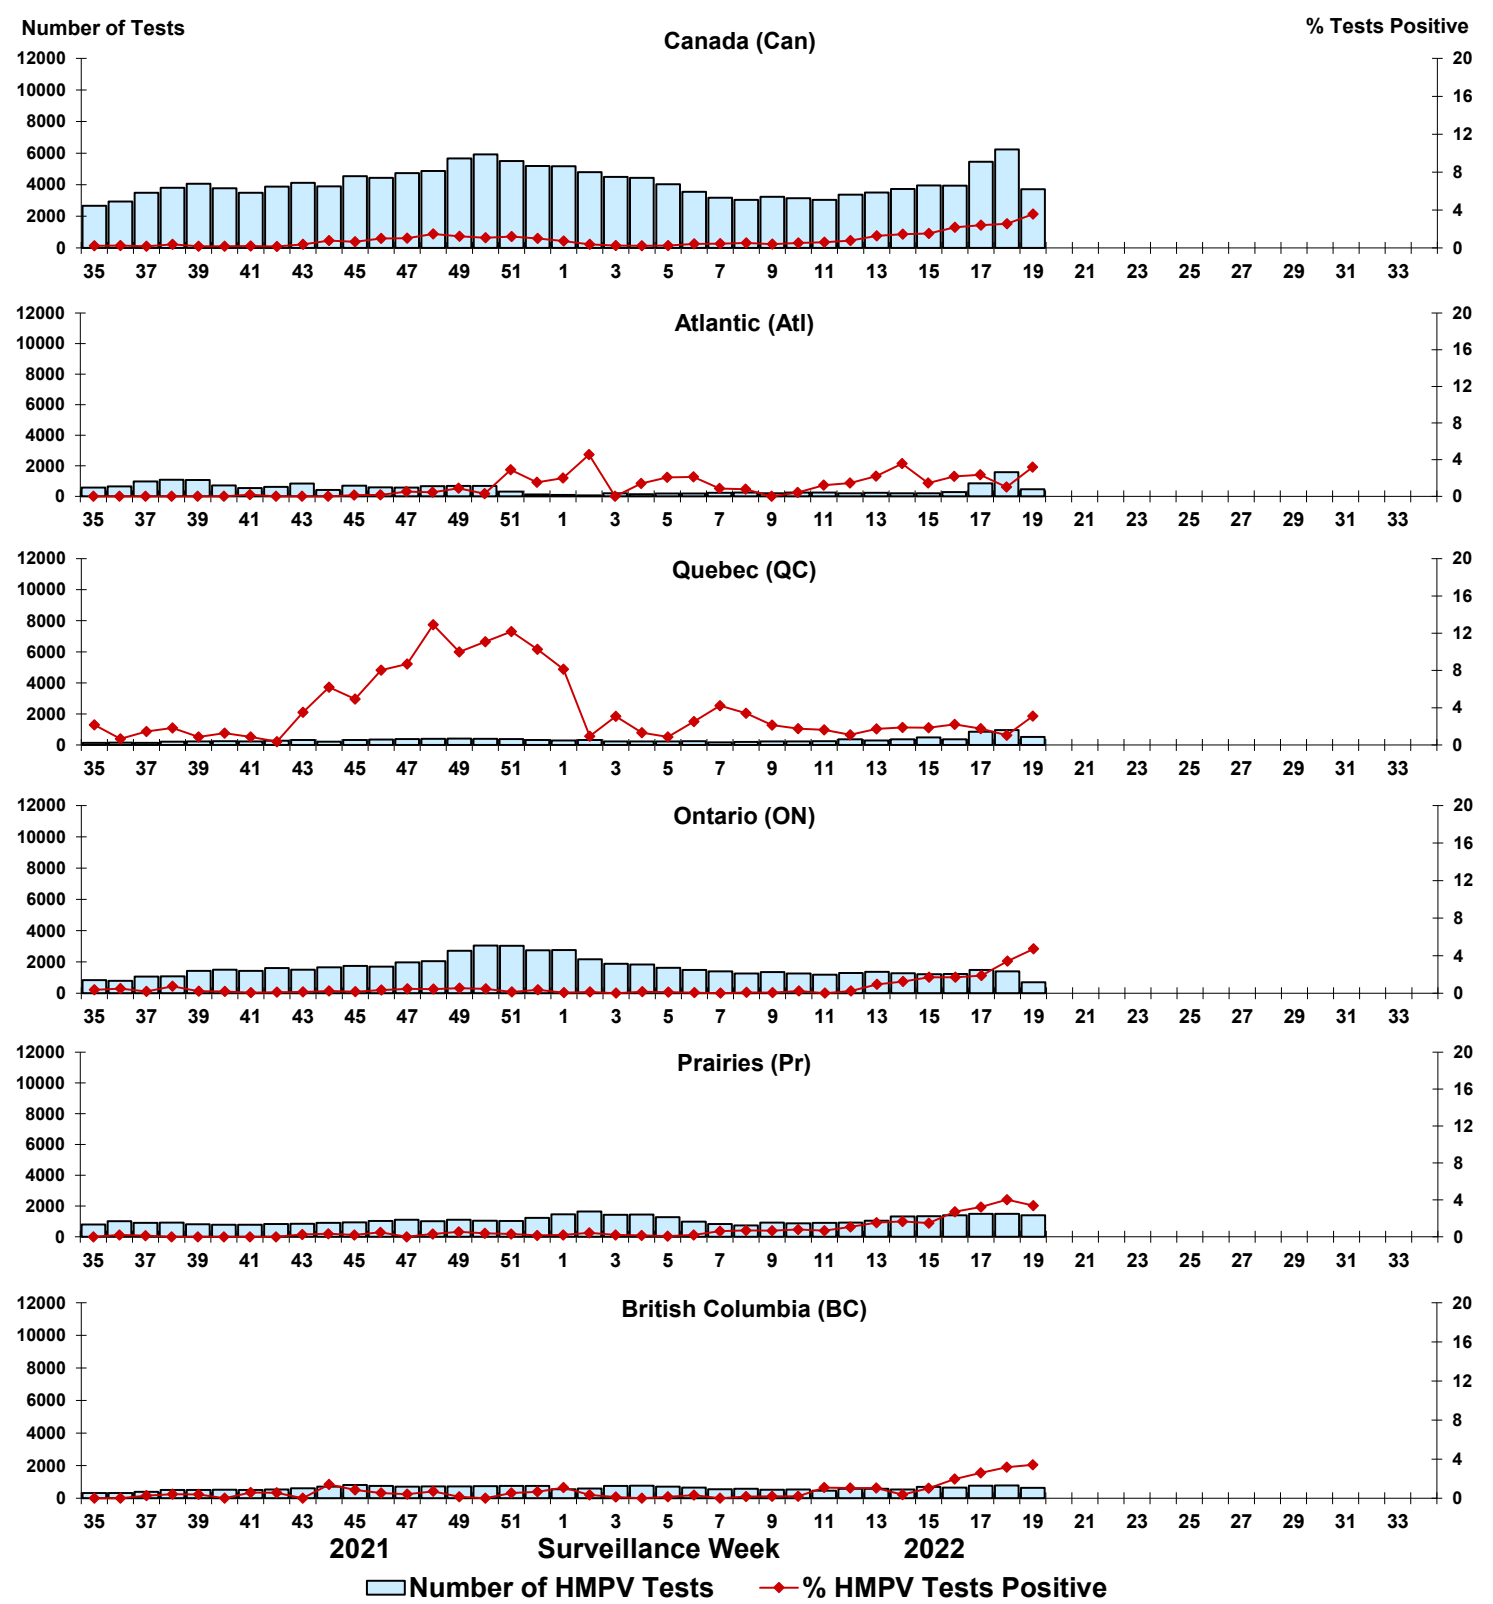 Number of Tests
% Tests Positive
Canada (Can)
12000 20
10000 16
8000 12
6000 8
4000 4
2000 0
0
35 37 39 41 43 45 47 49 51 1 3 5 7 9 11 13 15 17 19 21 23 25 27 29 31 33
Atlantic (Atl)
12000 20
10000 16
8000 12
6000 8
4000 4
2000 0
0
35 37 39 41 43 45 47 49 51 1 3 5 7 9 11 13 15 17 19 21 23 25 27 29 31 33
Quebec (QC)
12000 20
10000 16
8000 12
6000 8
4000 4
2000 0
0
35 37 39 41 43 45 47 49 51 1 3 5 7 9 11 13 15 17 19 21 23 25 27 29 31 33
Ontario (ON)
12000 20
10000 16
8000 12
6000 8
4000 4
2000 0
0
35 37 39 41 43 45 47 49 51 1 3 5 7 9 11 13 15 17 19 21 23 25 27 29 31 33
Prairies (Pr)
12000 20
10000 16
8000 12
6000 8
4000 4
2000 0
0
35 37 39 41 43 45 47 49 51 1 3 5 7 9 11 13 15 17 19 21 23 25 27 29 31 33
British Columbia (BC)
12000 20
10000 16
8000 12
6000 8
4000 4
2000 0
0
35 37 39 41 43 45 47 49 51 1 3 5 7 9 11 13 15 17 19 21 23 25 27 29 31 33
2021 Surveillance Week 2022
Number of HMPV Tests % HMPV Tests Positive